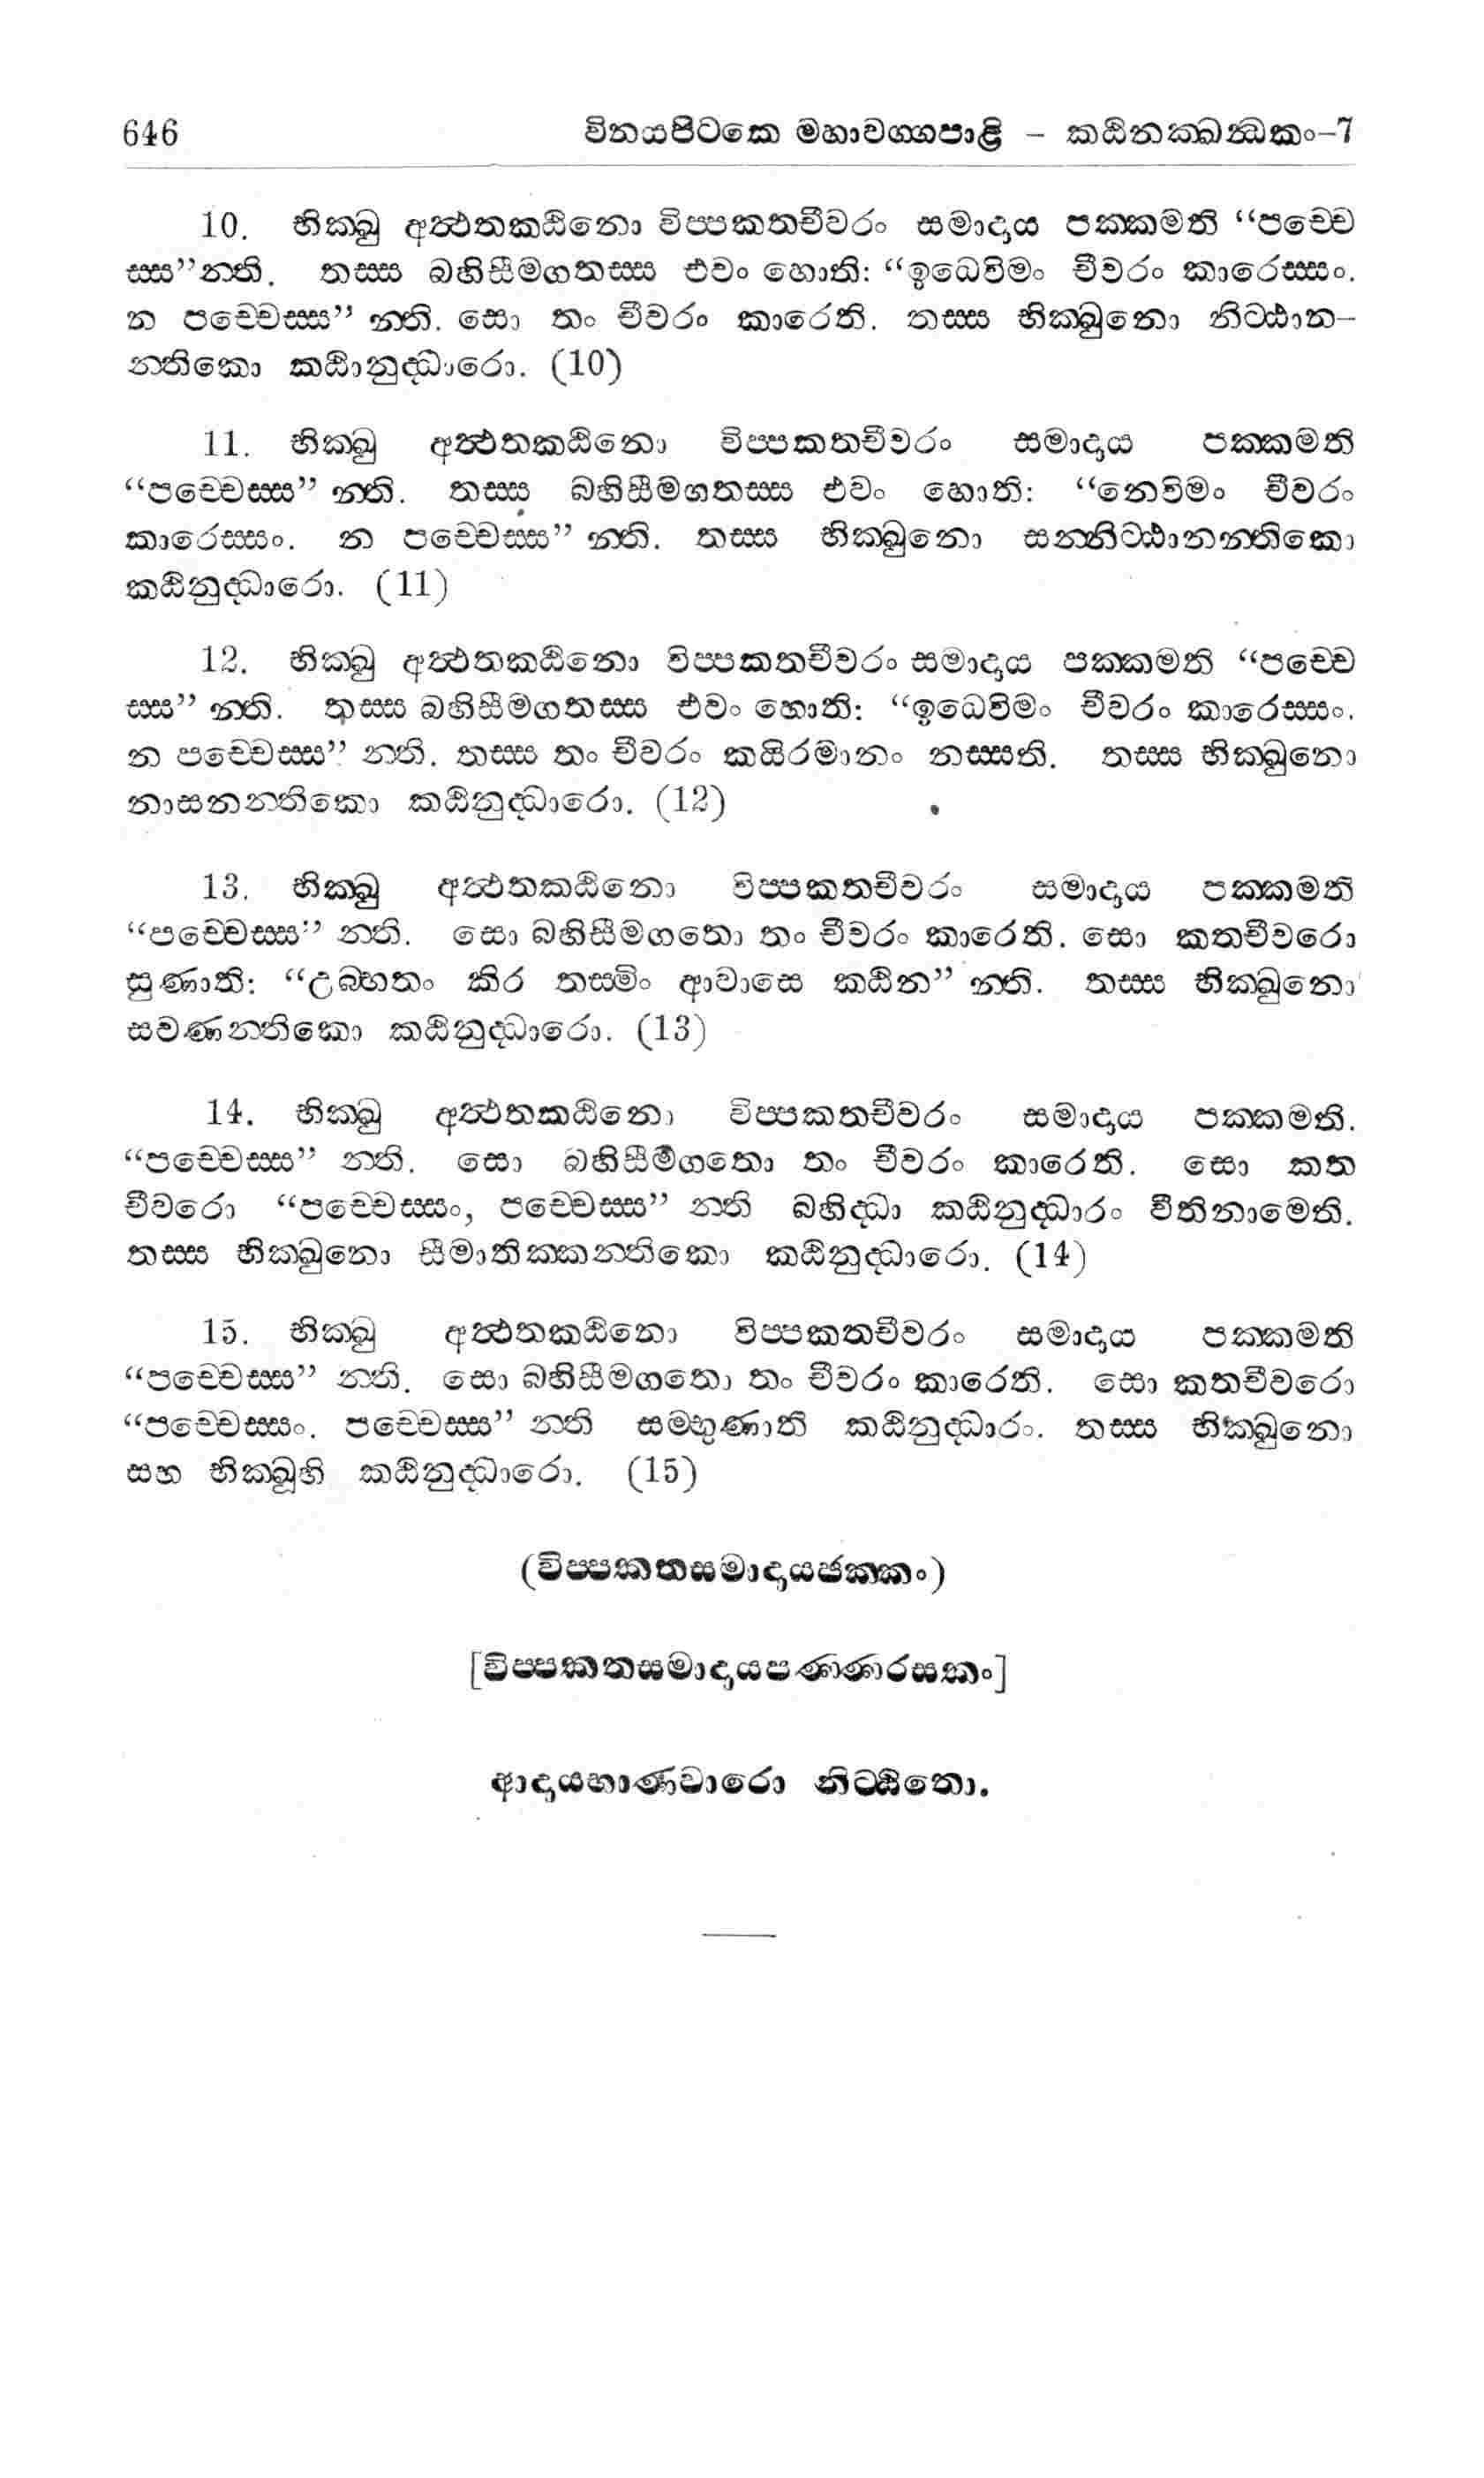 646 විනයපිටකෙ මහාවග්ගපාළි – කඨිනක්ඛන්ධකං–7
10. භික්ඛු අත්ථතකඨිනො විප්පකතචීවරං සමාදාය පක්කමති “පච්චෙ
ස්ස”න්ති. තස්ස බහිසීමගතස්ස එවං හොති: “ඉධෙවිමං චීවරං කාරෙස්සං.
න පච්චෙස්ස” න්ති. සො තං චීවරං කාරෙති. තස්ස භික්ඛුනො නිට්ඨාන–
න්තිකො කඨිානුද්ධාරො. (10)
11. භික්ඛු අත්ථතකඨිනො විප්පකතචීවරං සමාදාය පක්කමති
“පච්චෙස්ස” න්ති. තස්ස බහිසීමගතස්ස එවං හොති: “නෙවිමං චීවරං
කාරෙස්සං. න පච්චෙස්ස” න්ති. තස්ස භික්ඛුනො සන්නිට්ඨානන්තිකො
කඨිනුද්ධාරො. (11)
12. භික්ඛු අත්ථතකඨිනො විප්පකතචීවරං සමාදාය පක්කමති “පච්චෙ
ස්ස” න්ති. තස්ස බහිසීමගතස්ස එවං හොති: “ඉධෙවිමං චීවරං කාරෙස්සං.
න පච්චෙස්ස” න්ති. තස්ස තං චීවරං කයිරමානං නස්සති. තස්ස භික්ඛුනො
නාසනන්තිකො කඨිනුද්ධාරො. (12)
13. භික්ඛු අත්ථතකඨිනො විප්පකතචීවරං සමාදාය පක්කමති
“පච්චෙස්ස” න්ති. සො බහිසීමගතො තං චීවරං කාරෙති. සො කතචීවරො
සුණාති: “උබ්භතං කිර තස්මිං ආවාසෙ කඨින” න්ති. තස්ස භික්ඛුනො
සවණන්තිකො කඨිනුද්ධාරො. (13)
14. භික්ඛු අත්ථතකඨිනො විප්පකතචීවරං සමාදාය පක්කමති.
“පච්චෙස්ස” න්ති. සො බහිසීමගතො තං චීවරං කාරෙති. සො කත
චීවරො “පච්චෙස්සං, පච්චෙස්ස” න්ති බහිද්ධා කඨිනුද්ධාරං වීතිනාමෙති.
තස්ස භික්ඛුනො සීමාතික්කන්තිකො කඨිනුද්ධාරො. (14)
15. භික්ඛු අත්ථතකඨිනො විප්පකතචීවරං සමාදාය පක්කමති
“පච්චෙස්ස” න්ති. සො බහිසීමගතො තං චීවරං කාරෙති. සො කතචීවරො
“පච්චෙස්සං. පච්චෙස්ස” න්ති සම්භුණාති කඨිනුද්ධාරං. තස්ස භික්ඛුනො
සහ භික්ඛූහි කඨිනුද්ධාරො. (15)
(විප්පකතසමාදායඡක්කං)
[විප්පකතසමාදායපණ්ණරසකං]
ආදායභාණවාරො නිට්ඨිතො.